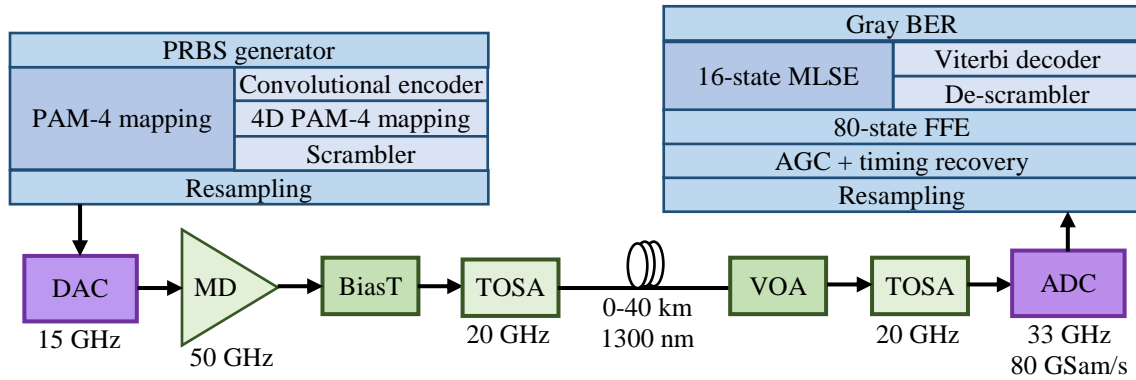 PRBS generator
PAM-4 mapping
Convolutional encoder
4D PAM-4 mapping
Scrambler
Resampling
Gray BER
16-state MLSE
Viterbi decoder
De-scrambler
80-state FFE
AGC + timing recovery
Resampling
DAC
15 GHz
MD
50 GHz
BiasT
TOSA
20 GHz
0-40 km
1300 nm
VOA
TOSA
20 GHz
ADC
33 GHz
80 GSam/s